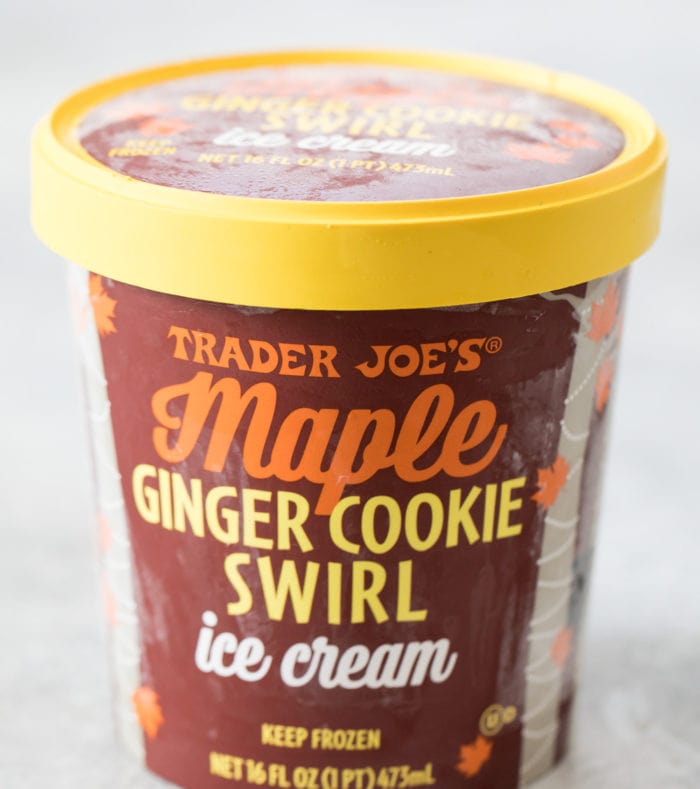 GINGER COOKIE
SWIRL
ice cream
KEEP
FROZEN
NET 16 FL OZ (1 PT) 473mL
TRADER JOE'S®
Maple
GINGER COOKIE
SWIRL
ice cream
U D
KEEP FROZEN
NET 16 FL OZ (1 PT) 473mL